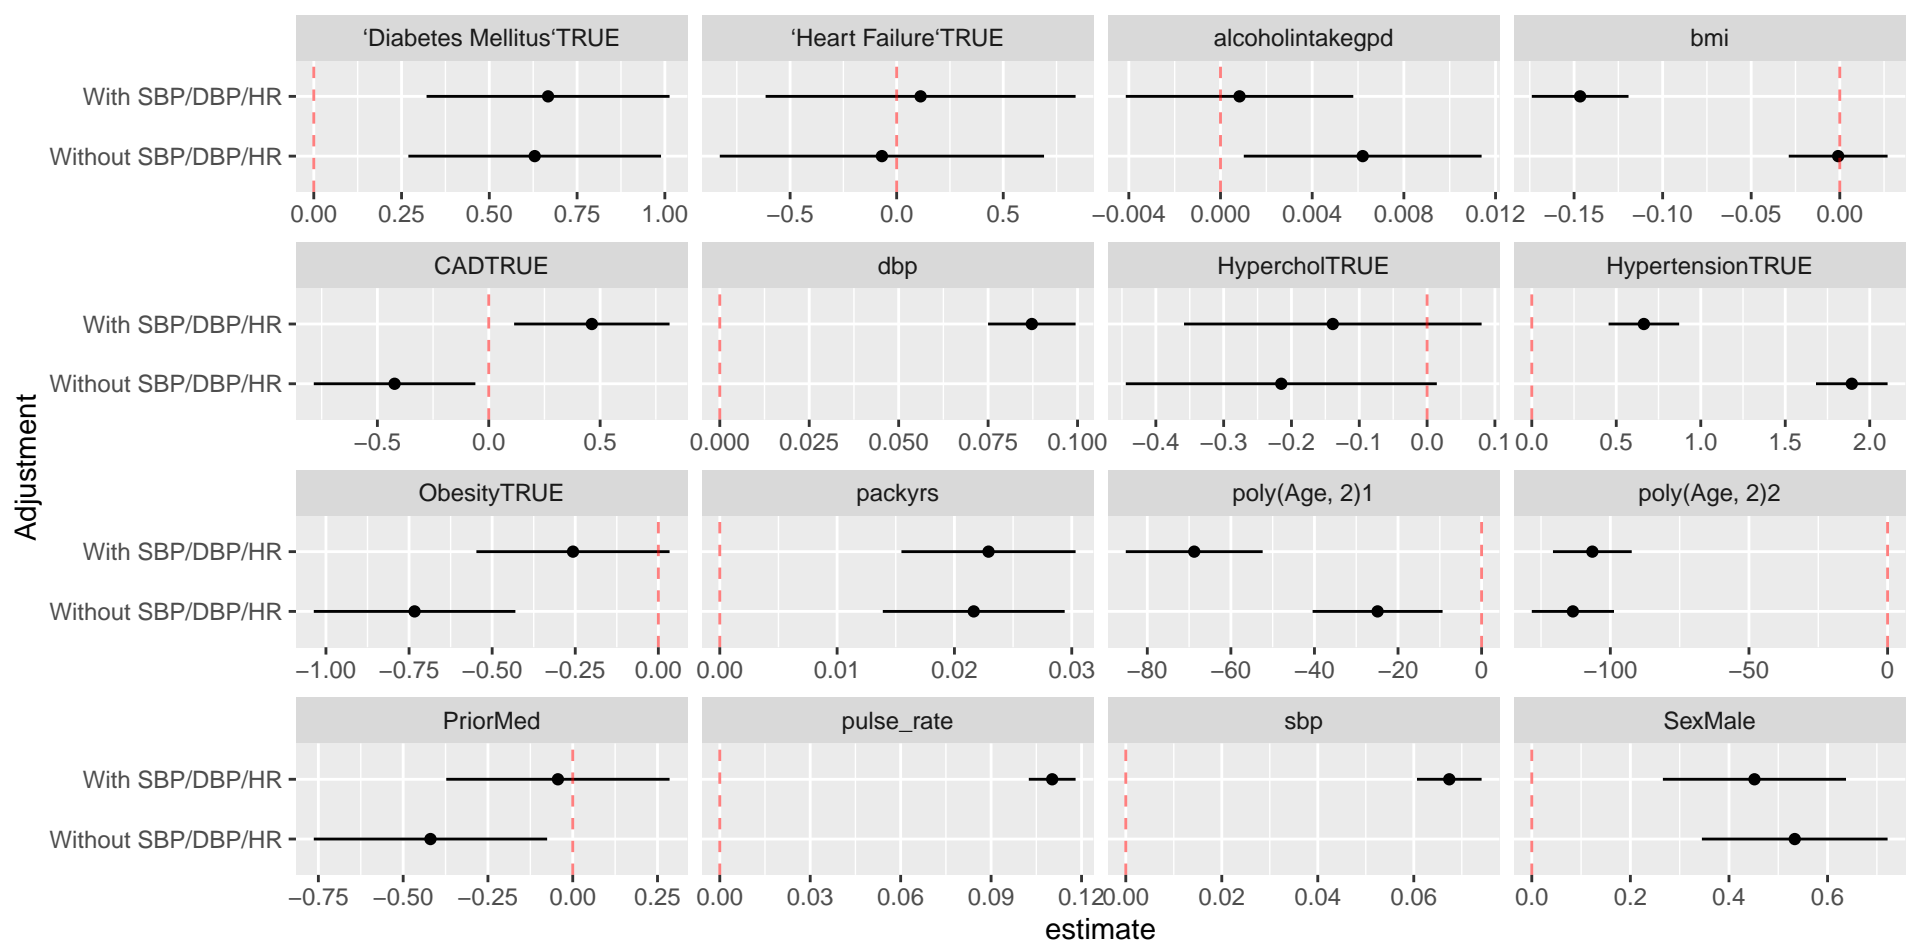 ‘Diabetes Mellitus‘TRUE ‘Heart Failure‘TRUE alcoholintakegpd bmi
With SBP/DBP/HR
Without SBP/DBP/HR
0.00 0.25 0.50 0.75 1.00 −0.5 0.0 0.5 −0.004 0.000 0.004 0.008 0.012 −0.15 −0.10 −0.05 0.00
CADTRUE dbp HypercholTRUE HypertensionTRUE
With SBP/DBP/HR
Without SBP/DBP/HR
−0.5 0.0 0.5 0.000 0.025 0.050 0.075 0.100 −0.4 −0.3 −0.2 −0.1 0.0 0.1 0.0 0.5 1.0 1.5 2.0
Adjustment
ObesityTRUE packyrs poly(Age, 2)1 poly(Age, 2)2
With SBP/DBP/HR
Without SBP/DBP/HR
−1.00 −0.75 −0.50 −0.25 0.00 0.00 0.01 0.02 0.03 −80 −60 −40 −20 0 −100 −50 0
PriorMed pulse_rate sbp SexMale
With SBP/DBP/HR
Without SBP/DBP/HR
−0.75 −0.50 −0.25 0.00 0.25 0.00 0.03 0.06 0.09 0.12 0.00 0.02 0.04 0.06 0.0 0.2 0.4 0.6
estimate